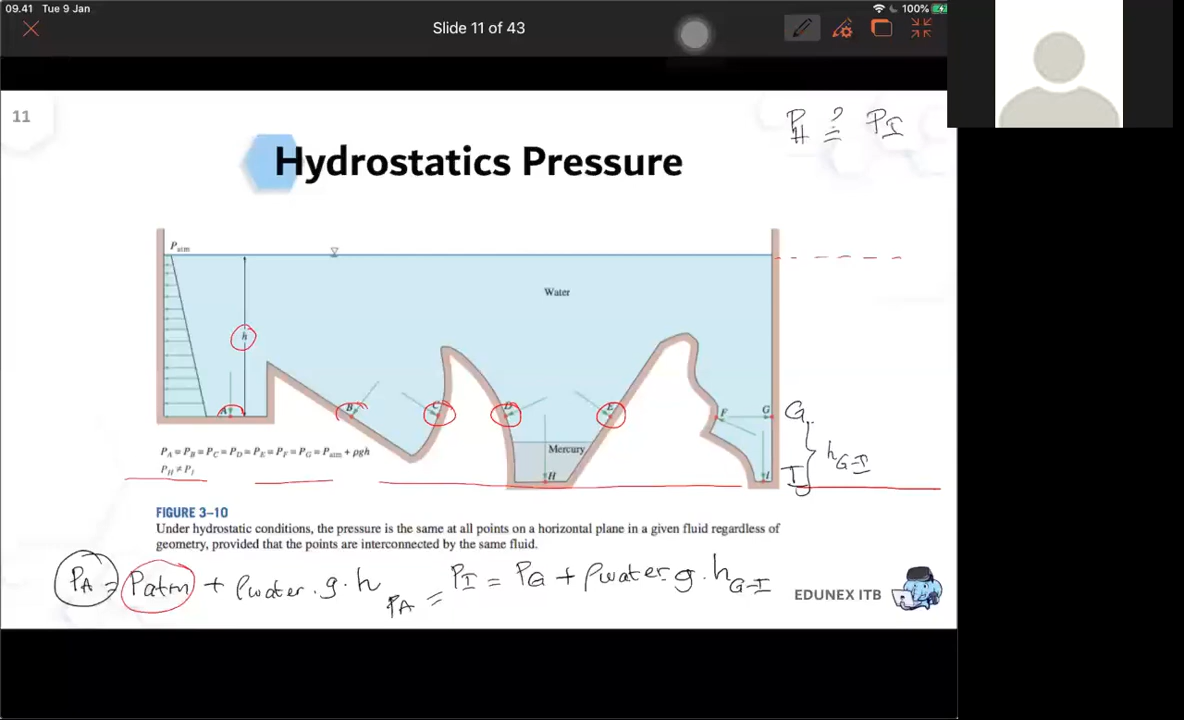 09.41 Tue 9 Jan
100%
Slide 11 of 43
11
P_H ?= P_I
Hydrostatics Pressure
P_atm
h
Water
A
B
C
D
E
F
G
G
Mercury
h_G-I
H
I
I
P_A = P_B = P_C = P_D = P_E = P_F = P_G = P_atm + ρgh
P_H ≠ P_I
FIGURE 3–10
Under hydrostatic conditions, the pressure is the same at all points on a horizontal plane in a given fluid regardless of
geometry, provided that the points are interconnected by the same fluid.
P_A = Patm + ρwater . g . h
P_A =
P_I = P_G + ρwater . g . h_G-I
EDUNEX ITB